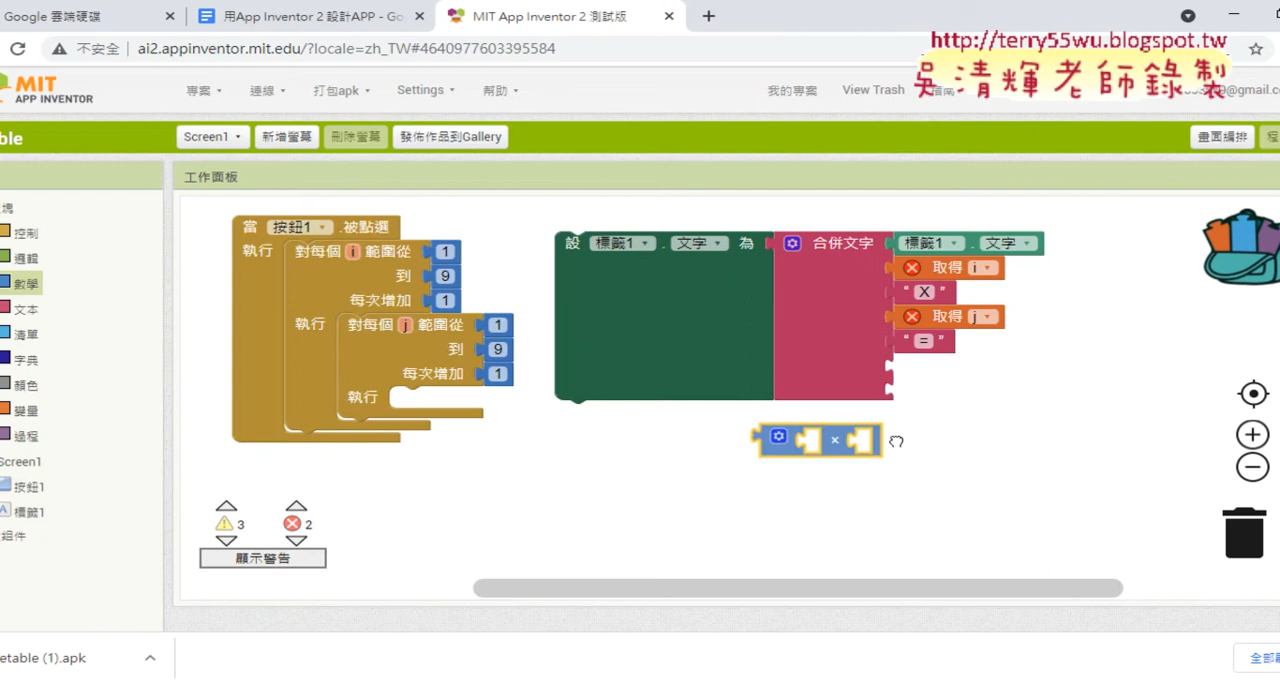 Google 雲端硬碟
用App Inventor 2 設計APP - Go
MIT App Inventor 2 測試版
不安全
ai2.appinventor.mit.edu/?locale=zh_TW#4640977603395584
http://terry55wu.blogspot.tw
吳清輝老師錄製
MIT
APP INVENTOR
專案
連線
打包apk
Settings
幫助
我的專案
View Trash
指南
@gmail.co
ble
Screen1
新增螢幕
刪除螢幕
發佈作品到Gallery
畫面編排
程
工作面板
塊
控制
邏輯
數學
文本
清單
字典
顏色
變量
過程
Screen1
按鈕1
標籤1
組件
當 按鈕1 .被點選
執行 對每個 i 範圍從 1
到 9
每次增加 1
執行 對每個 j 範圍從 1
到 9
每次增加 1
執行
設 標籤1 . 文字 為 合併文字 標籤1 . 文字
取得 i
“ X ”
取得 j
“ = ”
×
3
2
顯示警告
etable (1).apk